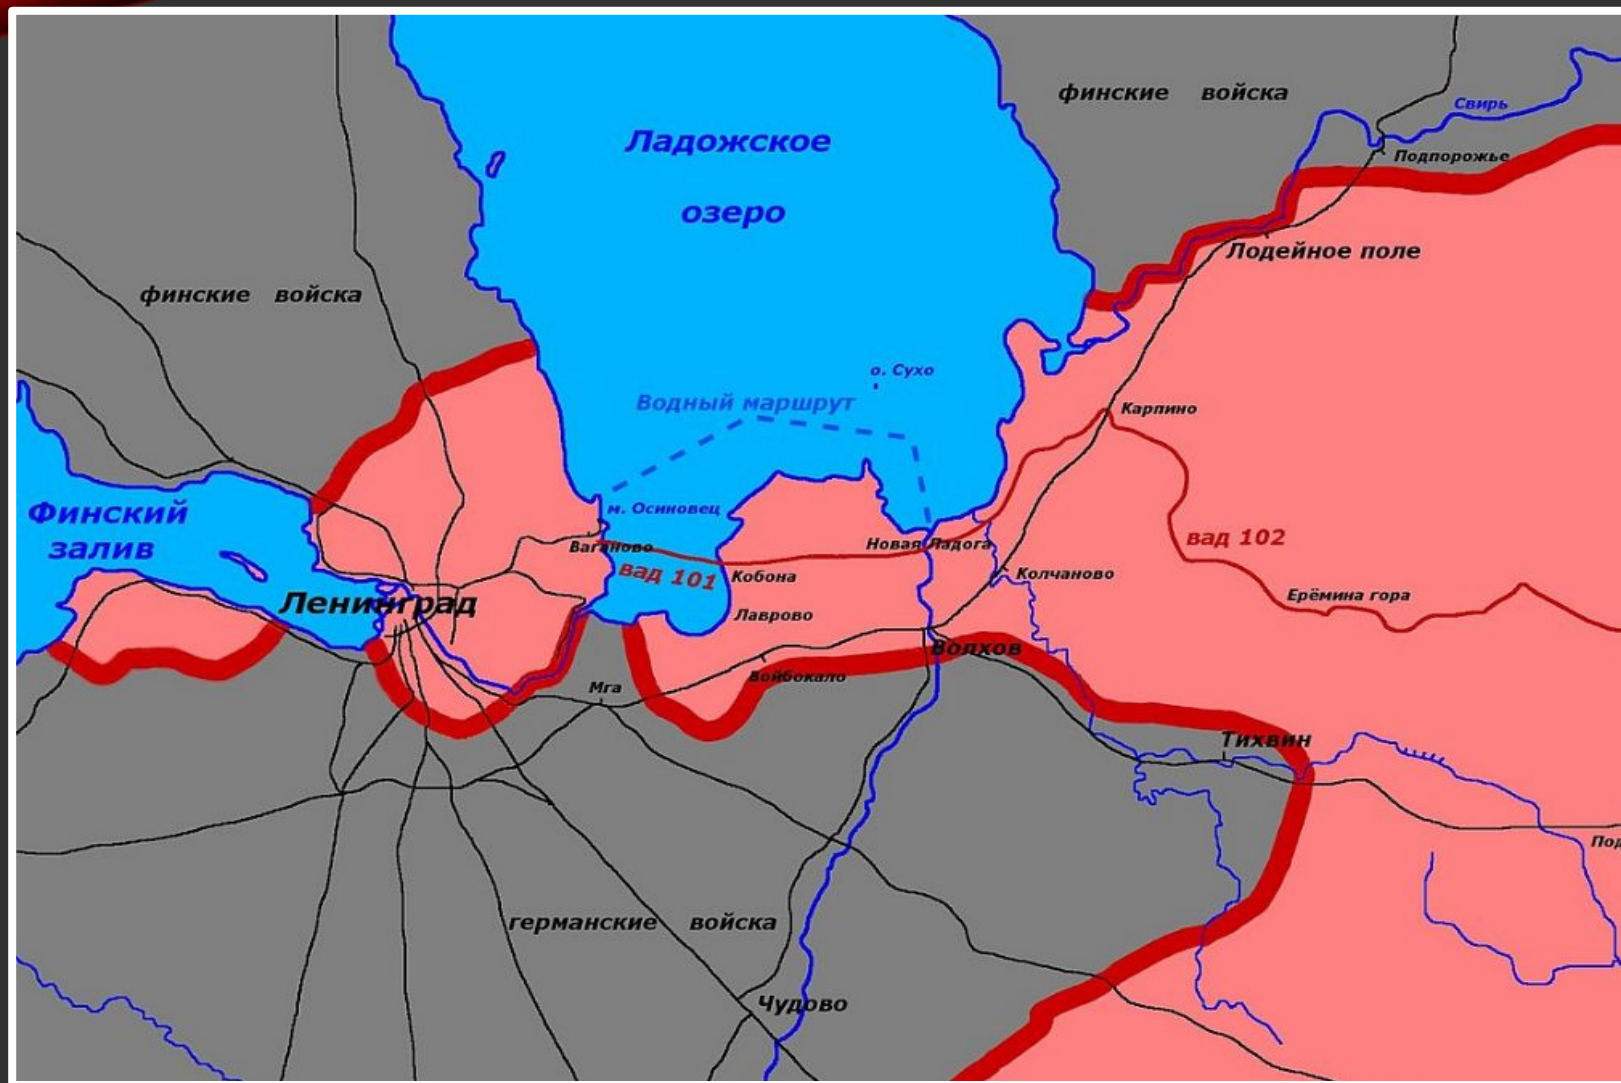 финские войска
Свирь
Ладожское
Подпорожье
озеро
Лодейное поле
финские войска
о. Сухо
Водный маршрут
Карпино
Финский
м. Осиновец
залив
вад 102
Ваганово
Новая Ладога
вад 101
Кобона
Колчаново
Ерёмина гора
Ленинград
Лаврово
Волхов
Войбокало
Мга
Тихвин
германские войска
Чудово